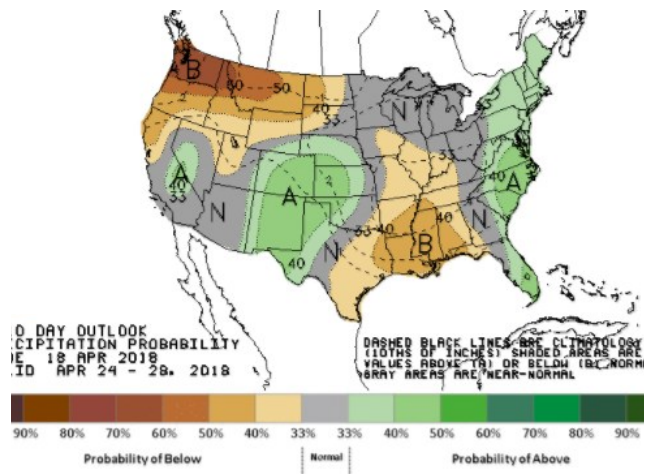 B
50
50
40
33
N
33
A
40
33
N
A
40
N
33
40
B
40
N
A
O DAY OUTLOOK
CIPITATION PROBABILITY
E 18 APR 2018
ID APR 24 - 28. 2018
DASHED BLACK LINES ARE CLIMATOLOGY
(10THS OF INCHES) SHADED AREAS ARE
VALUES ABOVE (A) OR BELOW (B) NORM
GRAY AREAS ARE NEAR-NORMAL
90% 80% 70% 60% 50% 40% 33% 33% 40% 50% 60% 70% 80% 90%
Probability of Below Normal Probability of Above